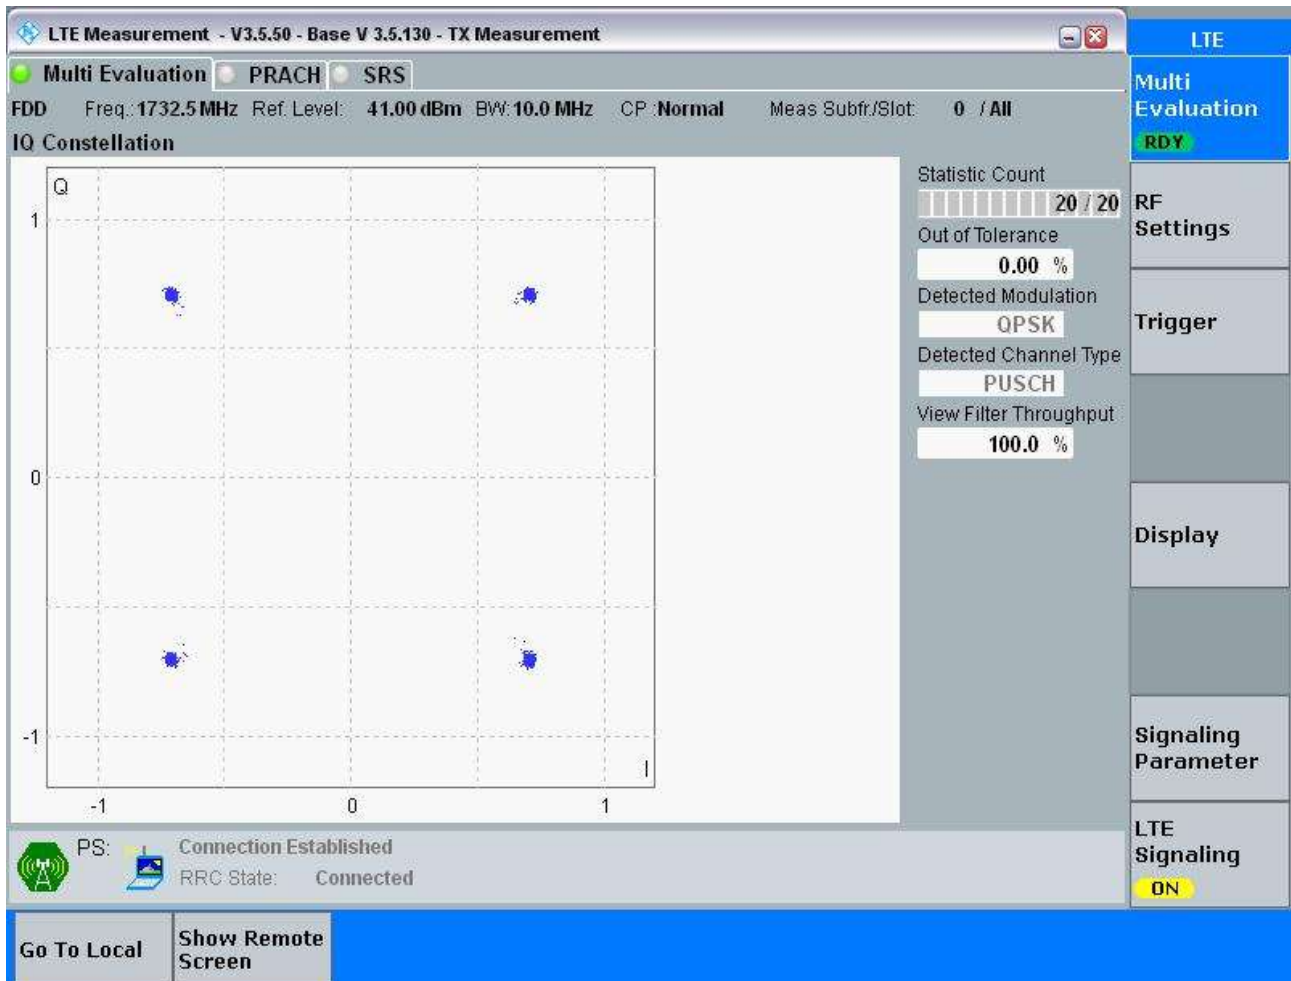 LTE Measurement - V3.5.50 - Base V 3.5.130 - TX Measurement
LTE
Multi Evaluation PRACH SRS
FDD Freq.: 1732.5 MHz Ref. Level: 41.00 dBm BW: 10.0 MHz CP : Normal Meas Subfr./Slot: 0 / All
IQ Constellation
Q
1
0
-1
I
-1 0 1
Statistic Count
20 / 20
Out of Tolerance
0.00 %
Detected Modulation
QPSK
Detected Channel Type
PUSCH
View Filter Throughput
100.0 %
Multi
Evaluation
RDY
RF
Settings
Trigger
Display
Signaling
Parameter
LTE
Signaling
ON
PS: Connection Established
RRC State: Connected
Go To Local
Show Remote
Screen